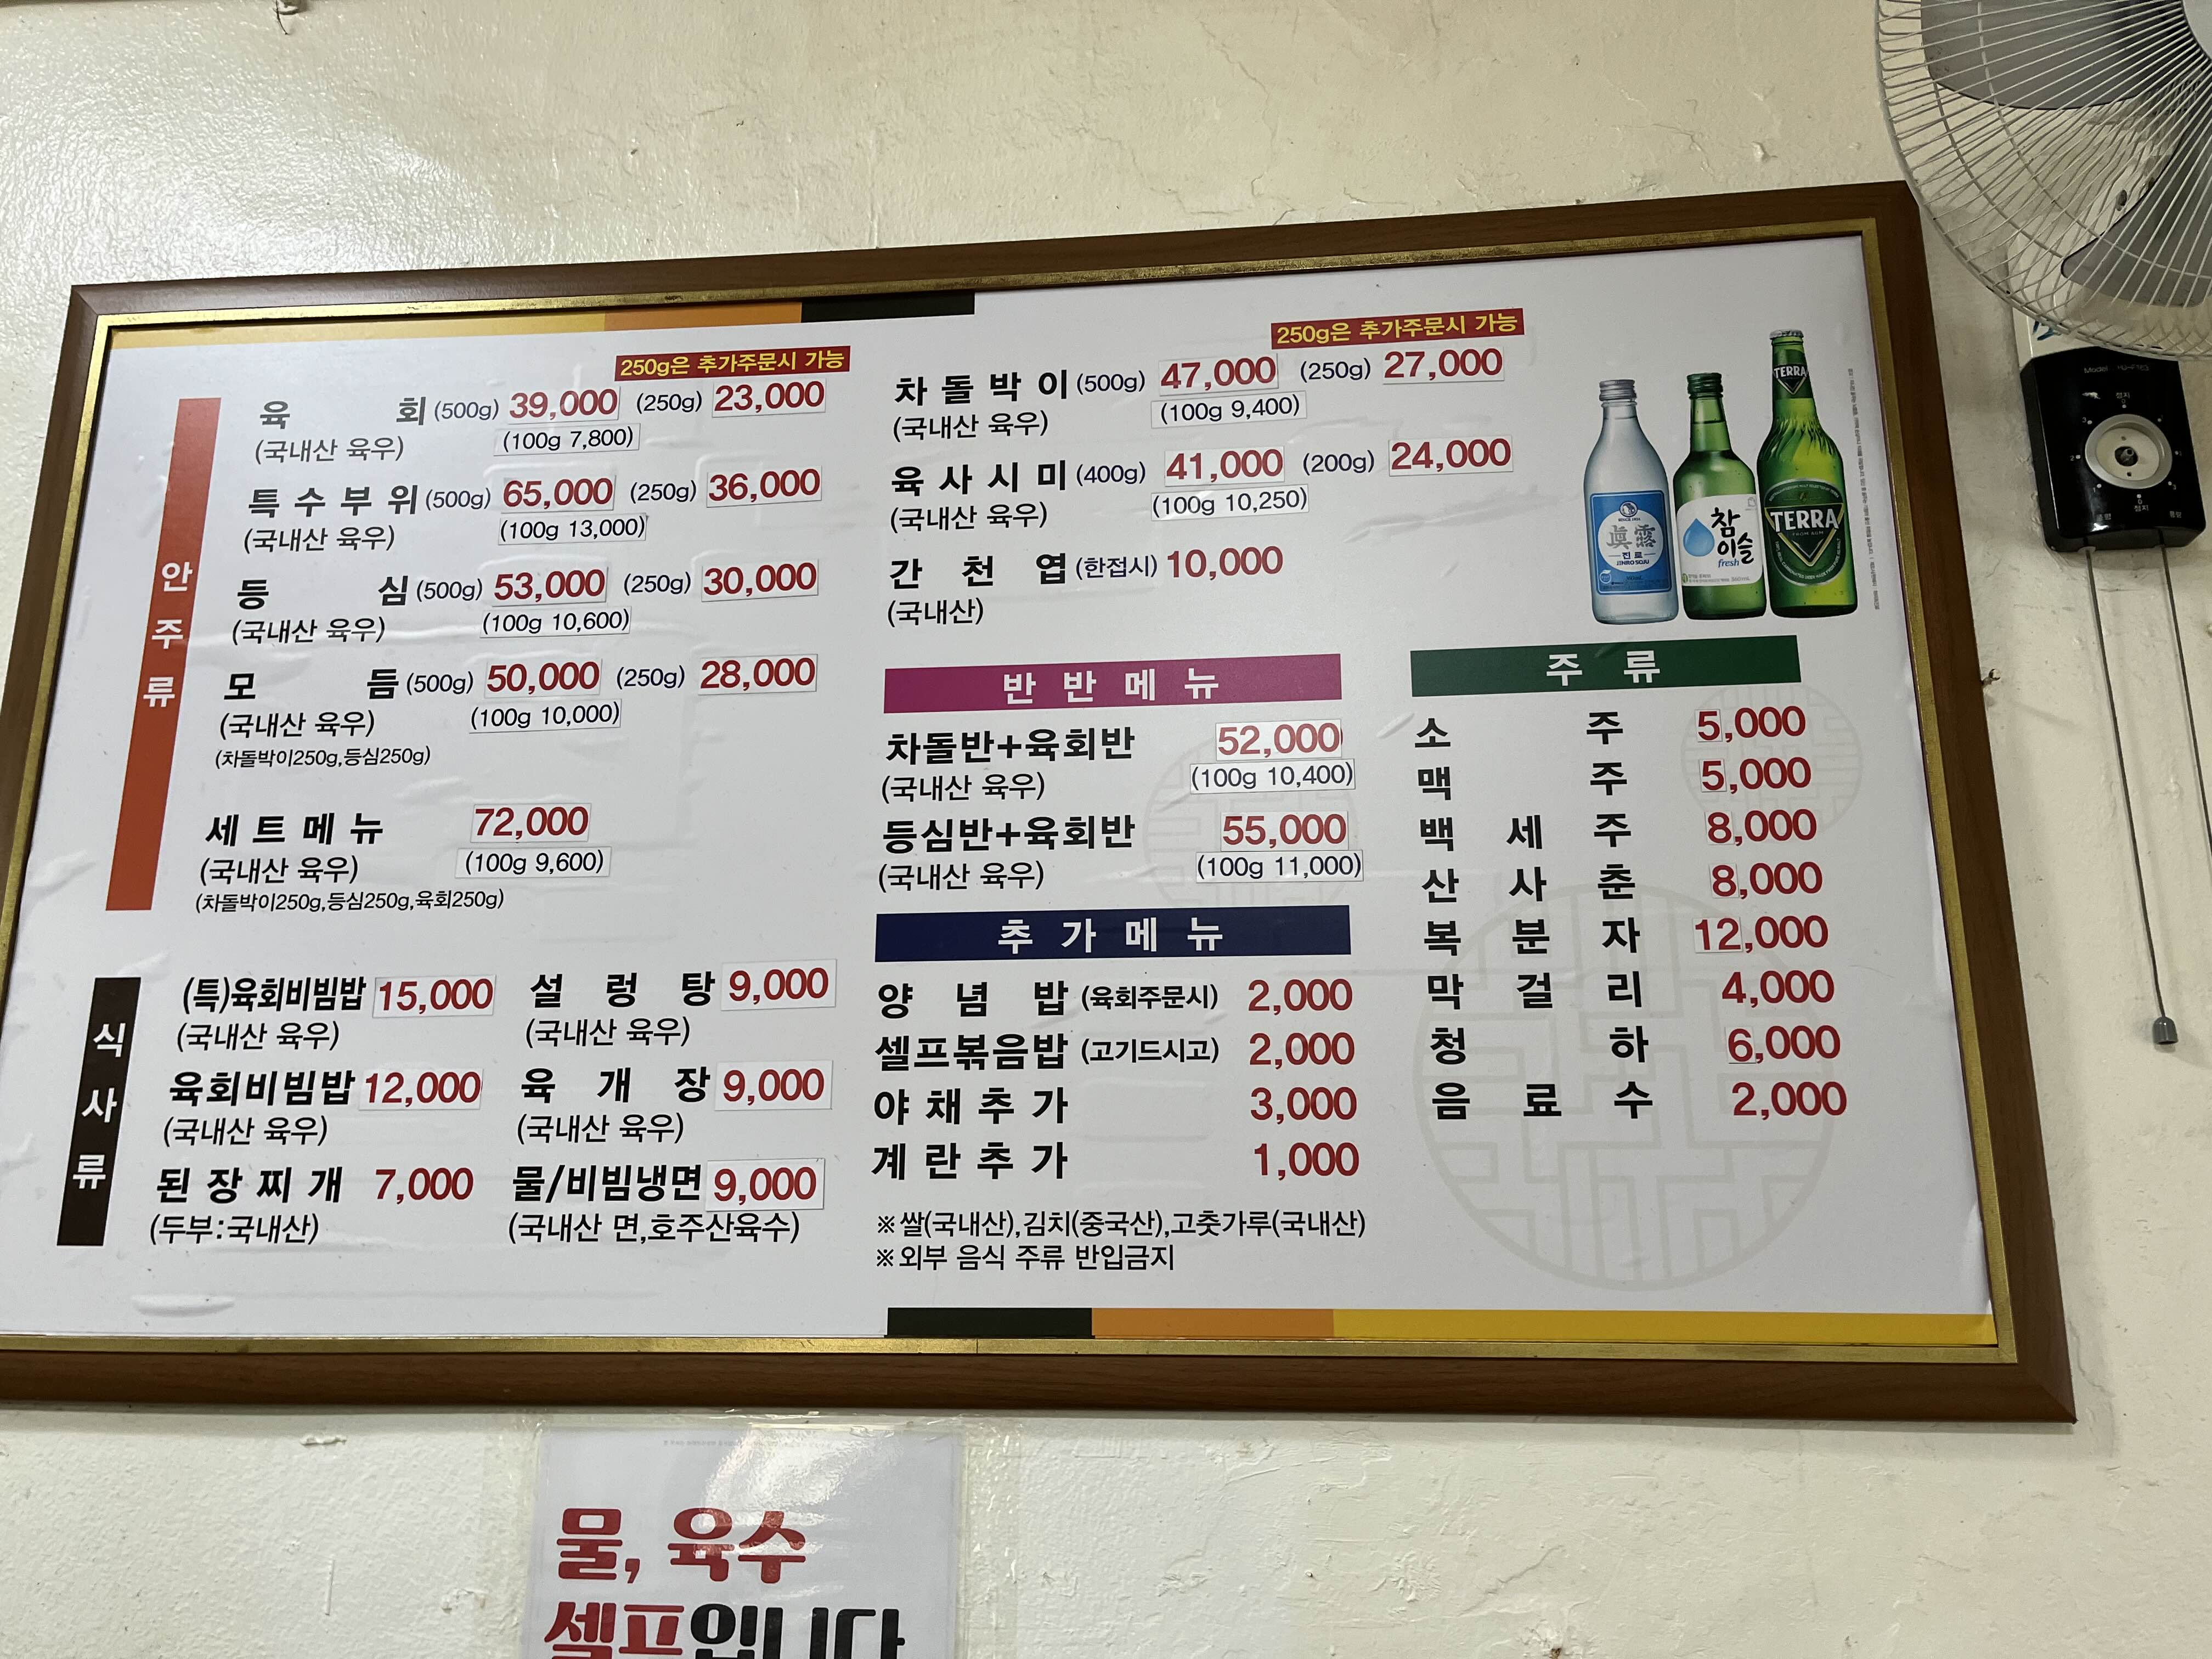 250g은 추가주문시 가능
육회 (500g) 39,000 (250g) 23,000
(국내산 육우) (100g 7,800)
특수부위 (500g) 65,000 (250g) 36,000
(국내산 육우) (100g 13,000)
등심 (500g) 53,000 (250g) 30,000
(국내산 육우) (100g 10,600)
모듬 (500g) 50,000 (250g) 28,000
(국내산 육우) (100g 10,000)
(차돌박이250g,등심250g)
세트메뉴 72,000
(국내산 육우) (100g 9,600)
(차돌박이250g,등심250g,육회250g)
안주류
250g은 추가주문시 가능
차돌박이 (500g) 47,000 (250g) 27,000
(국내산 육우) (100g 9,400)
육사시미 (400g) 41,000 (200g) 24,000
(국내산 육우) (100g 10,250)
간천엽 (한접시) 10,000
(국내산)
식사류
(특)육회비빔밥 15,000 설렁탕 9,000
(국내산 육우) (국내산 육우)
육회비빔밥 12,000 육개장 9,000
(국내산 육우) (국내산 육우)
된장찌개 7,000 물/비빔냉면 9,000
(두부:국내산) (국내산 면,호주산육수)
반반메뉴
차돌반+육회반 52,000
(국내산 육우) (100g 10,400)
등심반+육회반 55,000
(국내산 육우) (100g 11,000)
추가메뉴
양념밥 (육회주문시) 2,000
셀프볶음밥 (고기드시고) 2,000
야채추가 3,000
계란추가 1,000
※쌀(국내산),김치(중국산),고춧가루(국내산)
※외부 음식 주류 반입금지
眞露
진로
JINRO SOJU
참
이슬
fresh
TERRA
TERRA
주류
소주 5,000
맥주 5,000
백세주 8,000
산사춘 8,000
복분자 12,000
막걸리 4,000
청하 6,000
음료수 2,000
정지
정지
물, 육수
셀프입니다